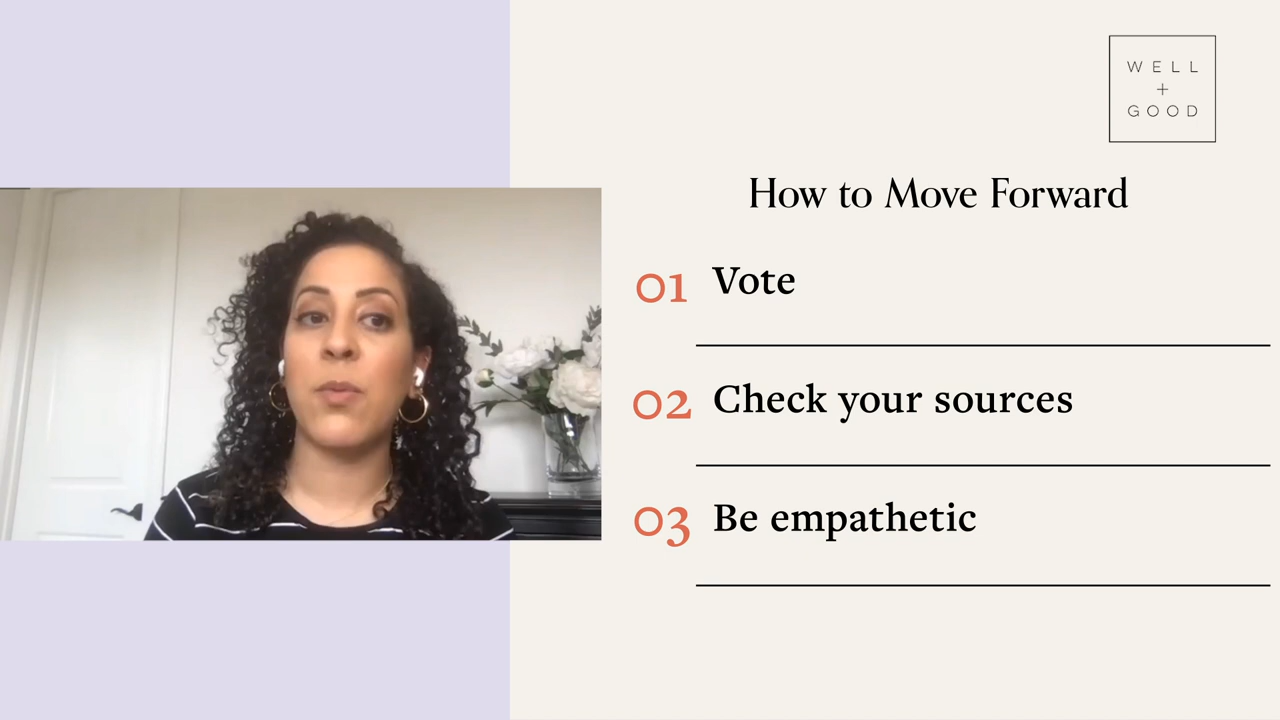 WELL
+
GOOD
How to Move Forward
01 Vote
02 Check your sources
03 Be empathetic